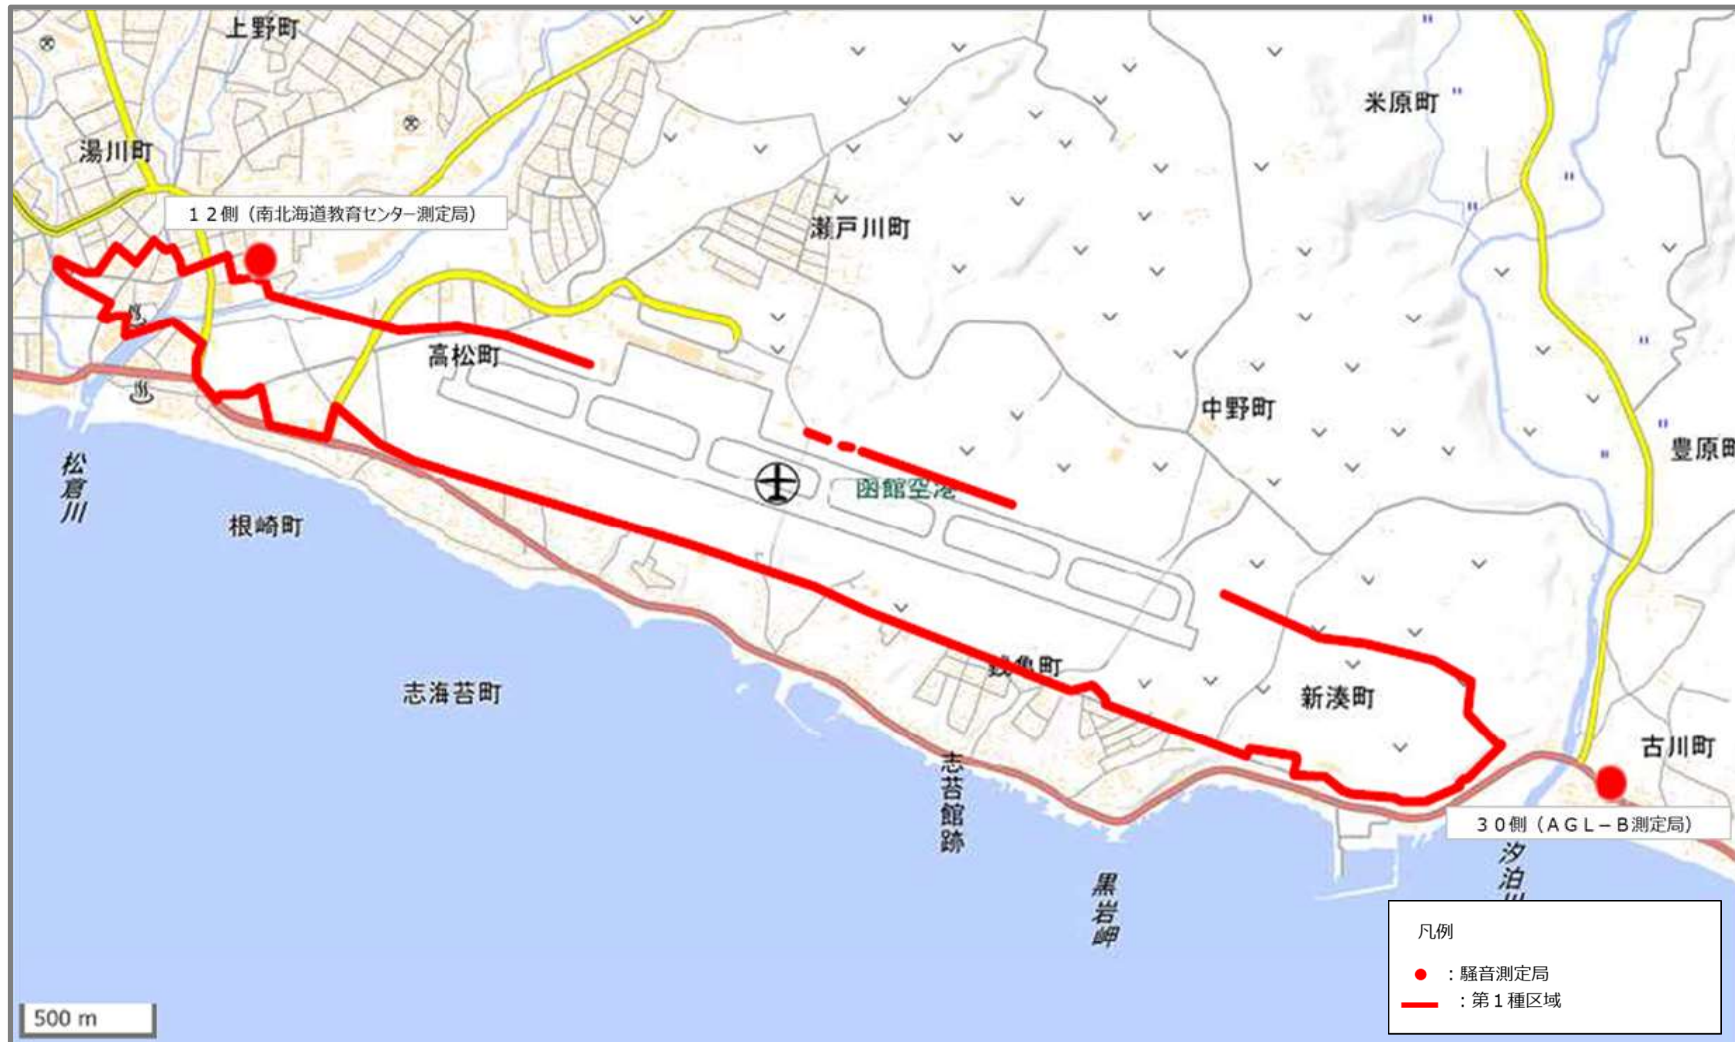 上野町
米原町
湯川町
12側（南北海道教育センター測定局）
瀬戸川町
高松町
中野町
豊原町
松倉川
函館空港
根崎町
銭亀町
志海苔町
新湊町
古川町
志苔館跡
30側（AGL－B測定局）
汐泊川
黒岩岬
凡例
：騒音測定局
：第1種区域
500 m